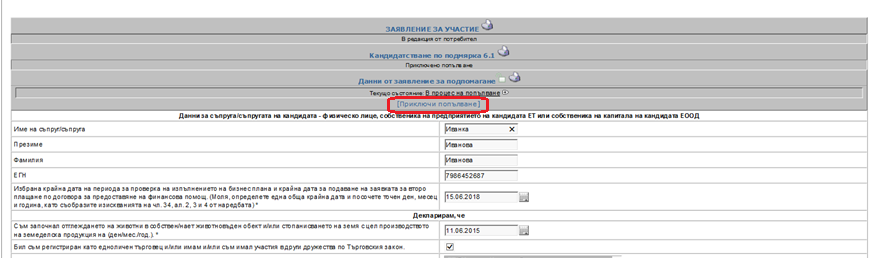 ЗАЯВЛЕНИЕ ЗА УЧАСТИЕ
В редакция от потребител
Кандидатстване по подмярка 6.1
Приключено попълване
Данни от заявление за подпомагане
Текущо състояние: В процес на попълване
[Приключи попълване]
Данни за съпруга/съпругата на кандидата - физическо лице, собственика на предприятието на кандидата ЕТ или собственика на капитала на кандидата ЕООД
Име на съпруг/съпруга Иванка
Презиме Иванова
Фамилия Иванова
ЕГН 7986452687
Избрана крайна дата на периода за проверка на изпълнението на бизнес плана и крайна дата за подаване на заявката за второ
плащане по договора за предоставяне на финансова помощ. (Моля, определете една обща крайна дата и посочете точен ден, месец
и година, като съобразите изискванията на чл. 34, ал. 2, 3 и 4 от наредбата) * 15.06.2018
Декларирам, че
Съм започнал отглеждането на животни в собствен/нает животновъден обект и/или стопанисването на земя с цел производството
на земеделска продукция на (ден/мес./год.). * 11.06.2015
Бил съм регистриран като едноличен търговец и/или имам и/или съм имал участия в други дружества по Търговския закон.